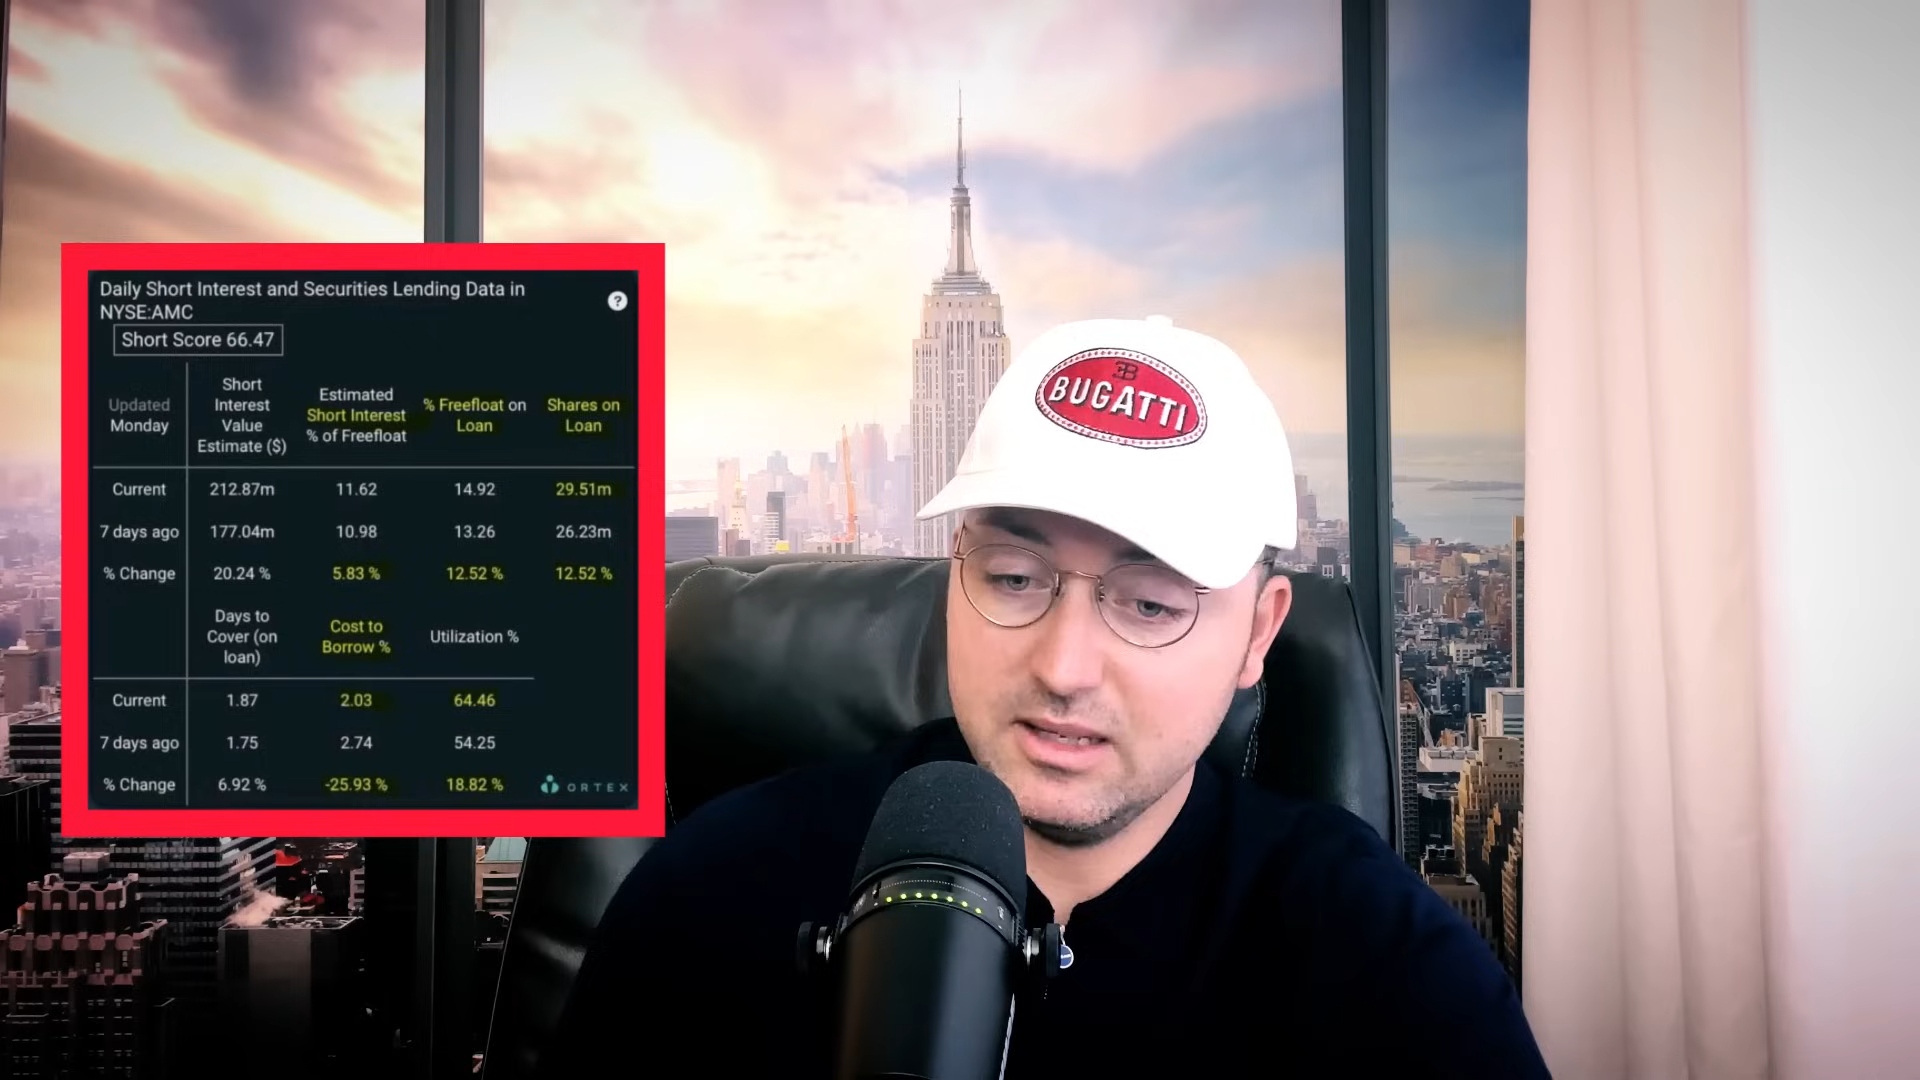 Daily Short Interest and Securities Lending Data in
NYSE:AMC
?
Short Score 66.47
Updated
Monday
Short
Interest
Value
Estimate ($)
Estimated
Short Interest
% of Freefloat
% Freefloat on
Loan
Shares on
Loan
Current 212.87m 11.62 14.92 29.51m
7 days ago 177.04m 10.98 13.26 26.23m
% Change 20.24 % 5.83 % 12.52 % 12.52 %
Days to
Cover (on
loan)
Cost to
Borrow %
Utilization %
Current 1.87 2.03 64.46
7 days ago 1.75 2.74 54.25
% Change 6.92 % -25.93 % 18.82 %
ORTEX
EB
BUGATTI